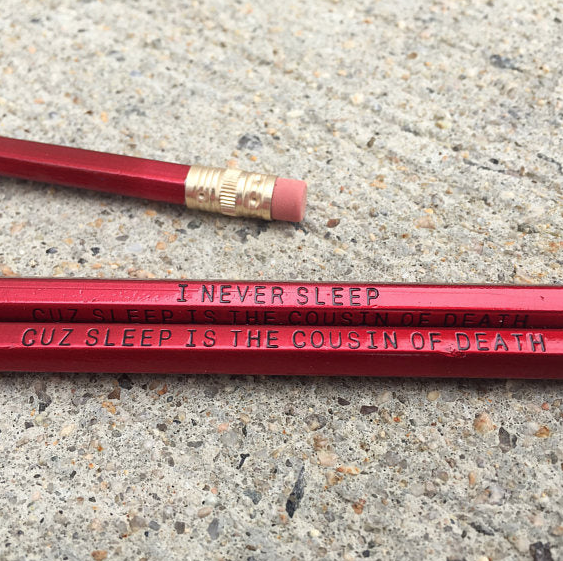 I NEVER SLEEP
CUZ SLEEP IS THE COUSIN OF DEATH
CUZ SLEEP IS THE COUSIN OF DEATH